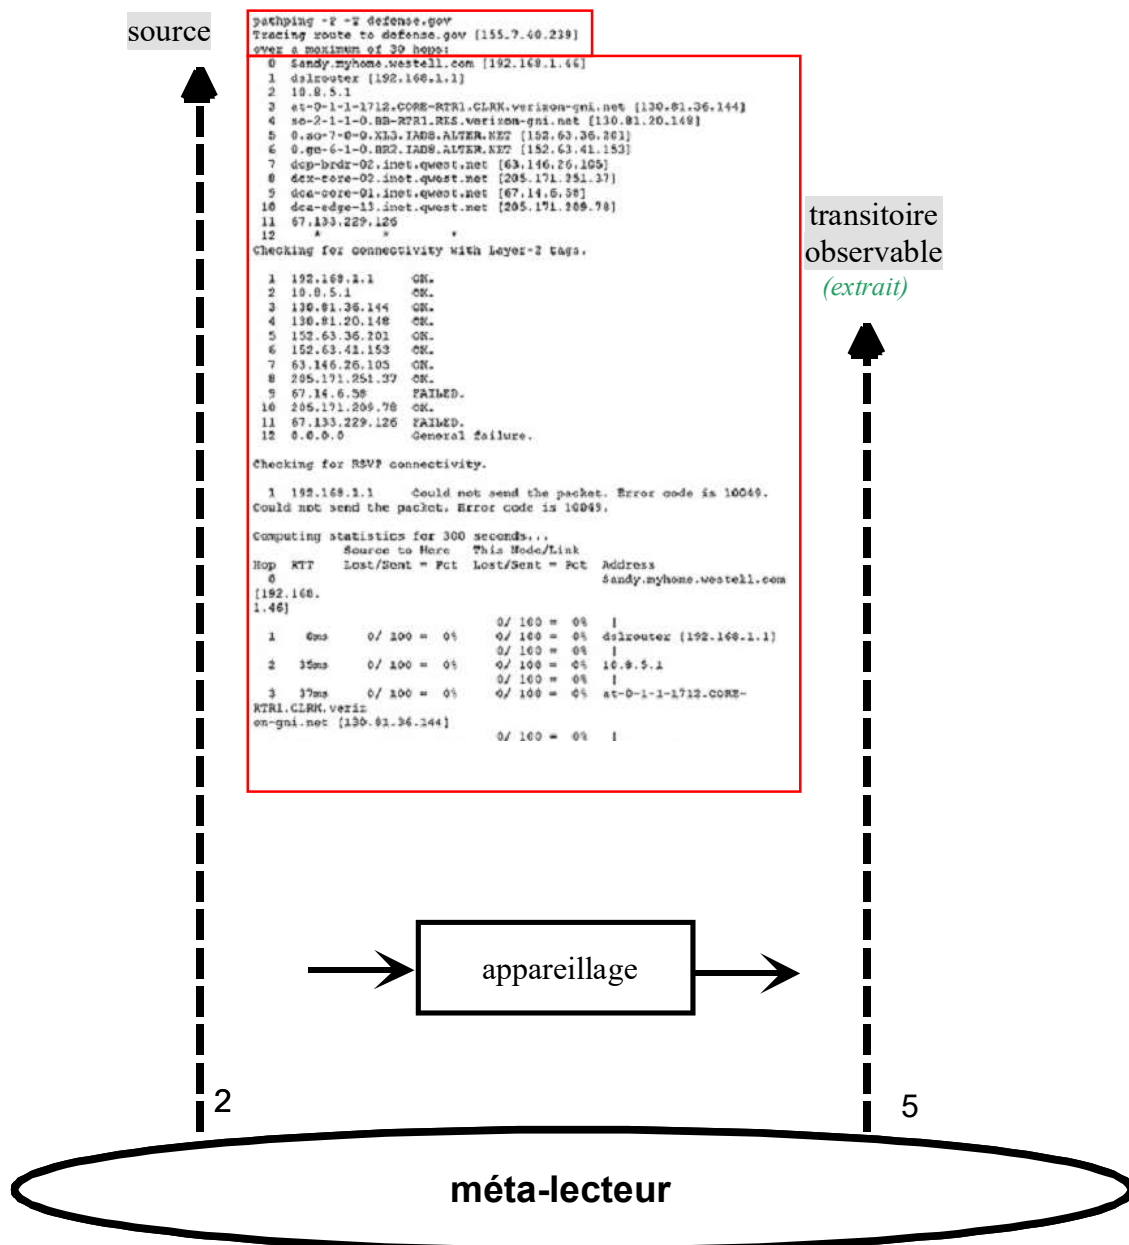 source
pathping -P -T defense.gov
Tracing route to defense.gov [155.7.40.239]
over a maximum of 30 hops:
0 Sandy.myhome.westell.com [192.168.1.46]
1 dslrouter [192.168.1.1]
2 10.8.5.1
3 at-0-1-1-1712.CORE-RTR1.CLRK.verizon-gni.net [130.81.36.144]
4 so-2-1-1-0.BB-RTR1.RES.verizon-gni.net [130.81.20.148]
5 0.so-7-0-0.XL3.IAD8.ALTER.NET [152.63.36.201]
6 0.ge-6-1-0.BR2.IAD8.ALTER.NET [152.63.41.153]
7 dcp-brdr-02.inet.qwest.net [63.146.26.105]
8 dcx-core-02.inet.qwest.net [205.171.251.37]
9 dca-core-01.inet.qwest.net [67.14.6.58]
10 dca-edge-13.inet.qwest.net [205.171.209.78]
11 67.133.229.126
12 * * *
Checking for connectivity with Layer-2 tags.
1 192.168.1.1 OK.
2 10.8.5.1 OK.
3 130.81.36.144 OK.
4 130.81.20.148 OK.
5 152.63.36.201 OK.
6 152.63.41.153 OK.
7 63.146.26.105 OK.
8 205.171.251.37 OK.
9 67.14.6.58 FAILED.
10 205.171.209.78 OK.
11 67.133.229.126 FAILED.
12 0.0.0.0 General failure.
Checking for RSVP connectivity.
1 192.168.1.1 Could not send the packet. Error code is 10049.
Could not send the packet. Error code is 10049.
Computing statistics for 300 seconds...
Source to Here This Node/Link
Hop RTT Lost/Sent = Pct Lost/Sent = Pct Address
0 Sandy.myhome.westell.com
[192.168.
1.46]
0/ 100 = 0% |
1 6ms 0/ 100 = 0% 0/ 100 = 0% dslrouter [192.168.1.1]
0/ 100 = 0% |
2 35ms 0/ 100 = 0% 0/ 100 = 0% 10.8.5.1
0/ 100 = 0% |
3 37ms 0/ 100 = 0% 0/ 100 = 0% at-0-1-1-1712.CORE-
RTR1.CLRK.veriz
on-gni.net [130.81.36.144]
0/ 100 = 0% |
transitoire
observable
(extrait)
appareillage
2
5
méta-lecteur